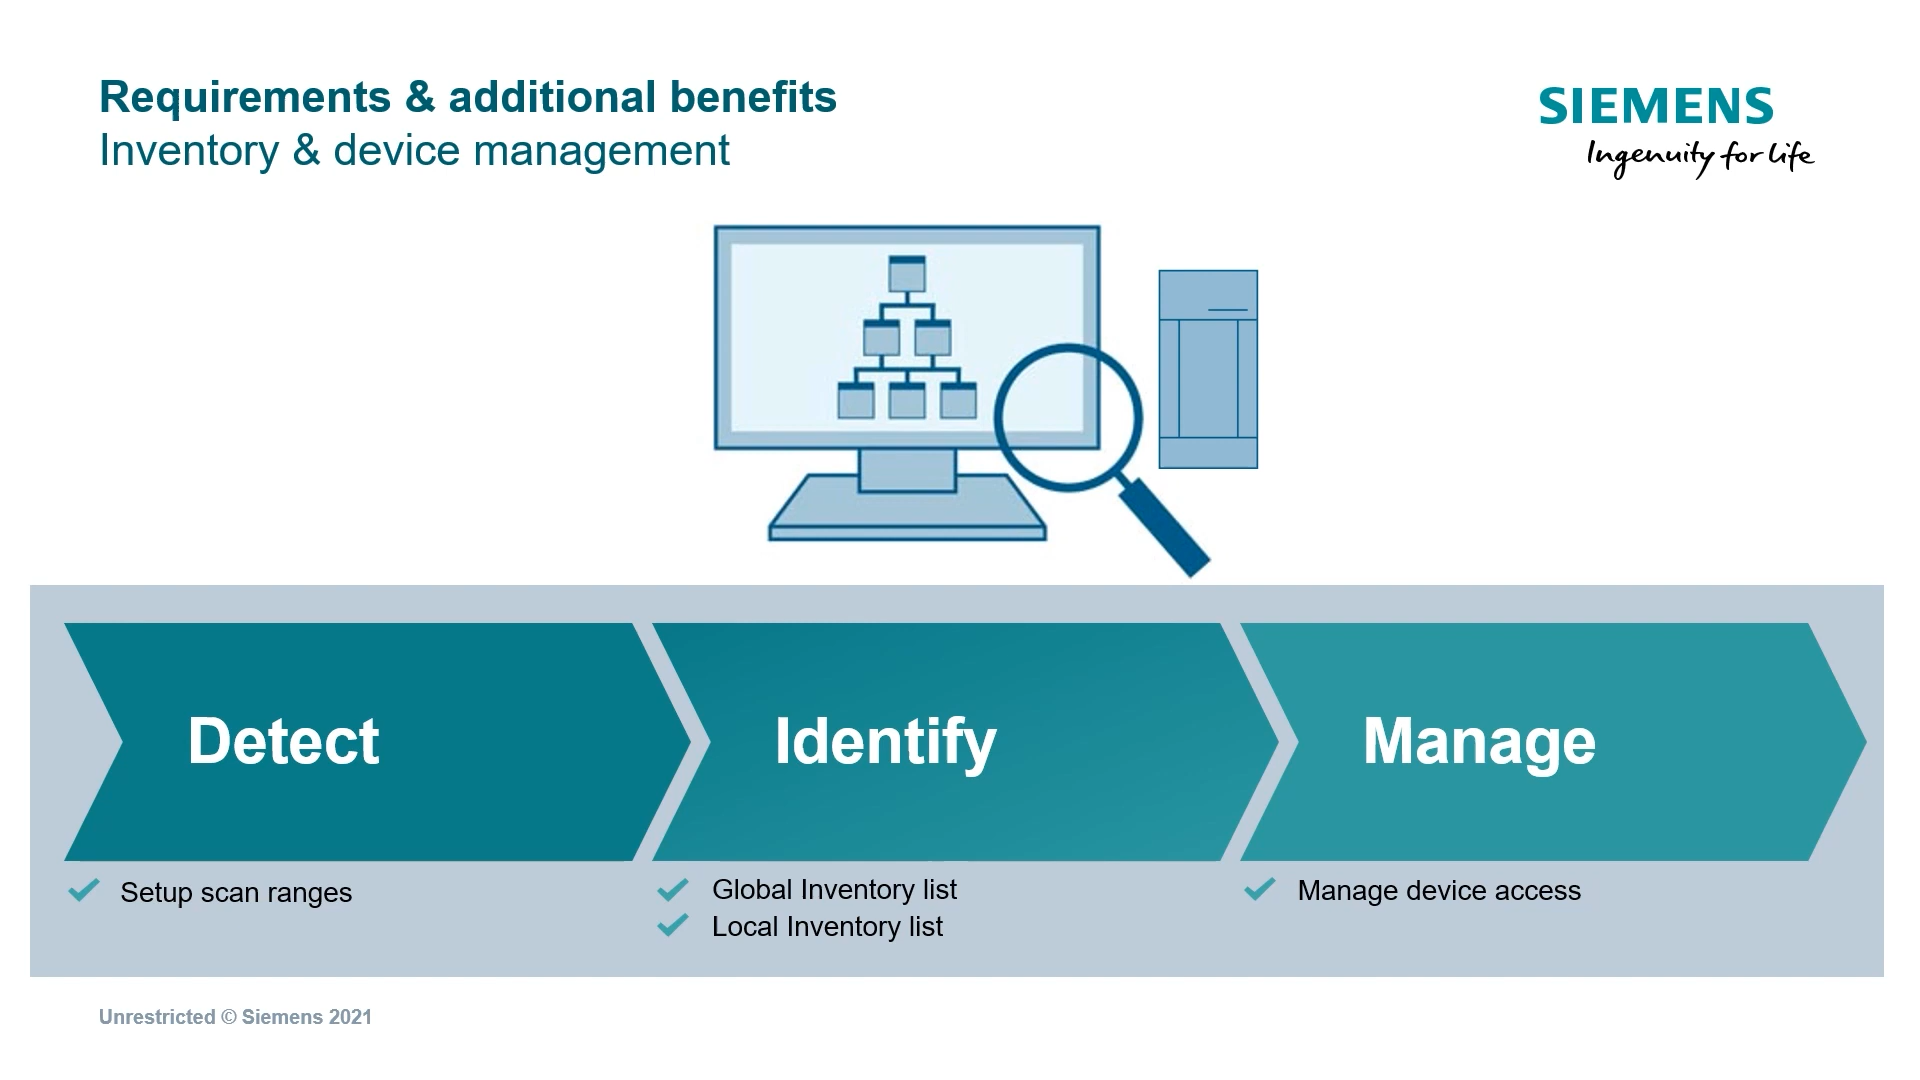 Requirements & additional benefits
Inventory & device management
SIEMENS
Ingenuity for life
Detect
Identify
Manage
Setup scan ranges
Global Inventory list
Local Inventory list
Manage device access
Unrestricted © Siemens 2021